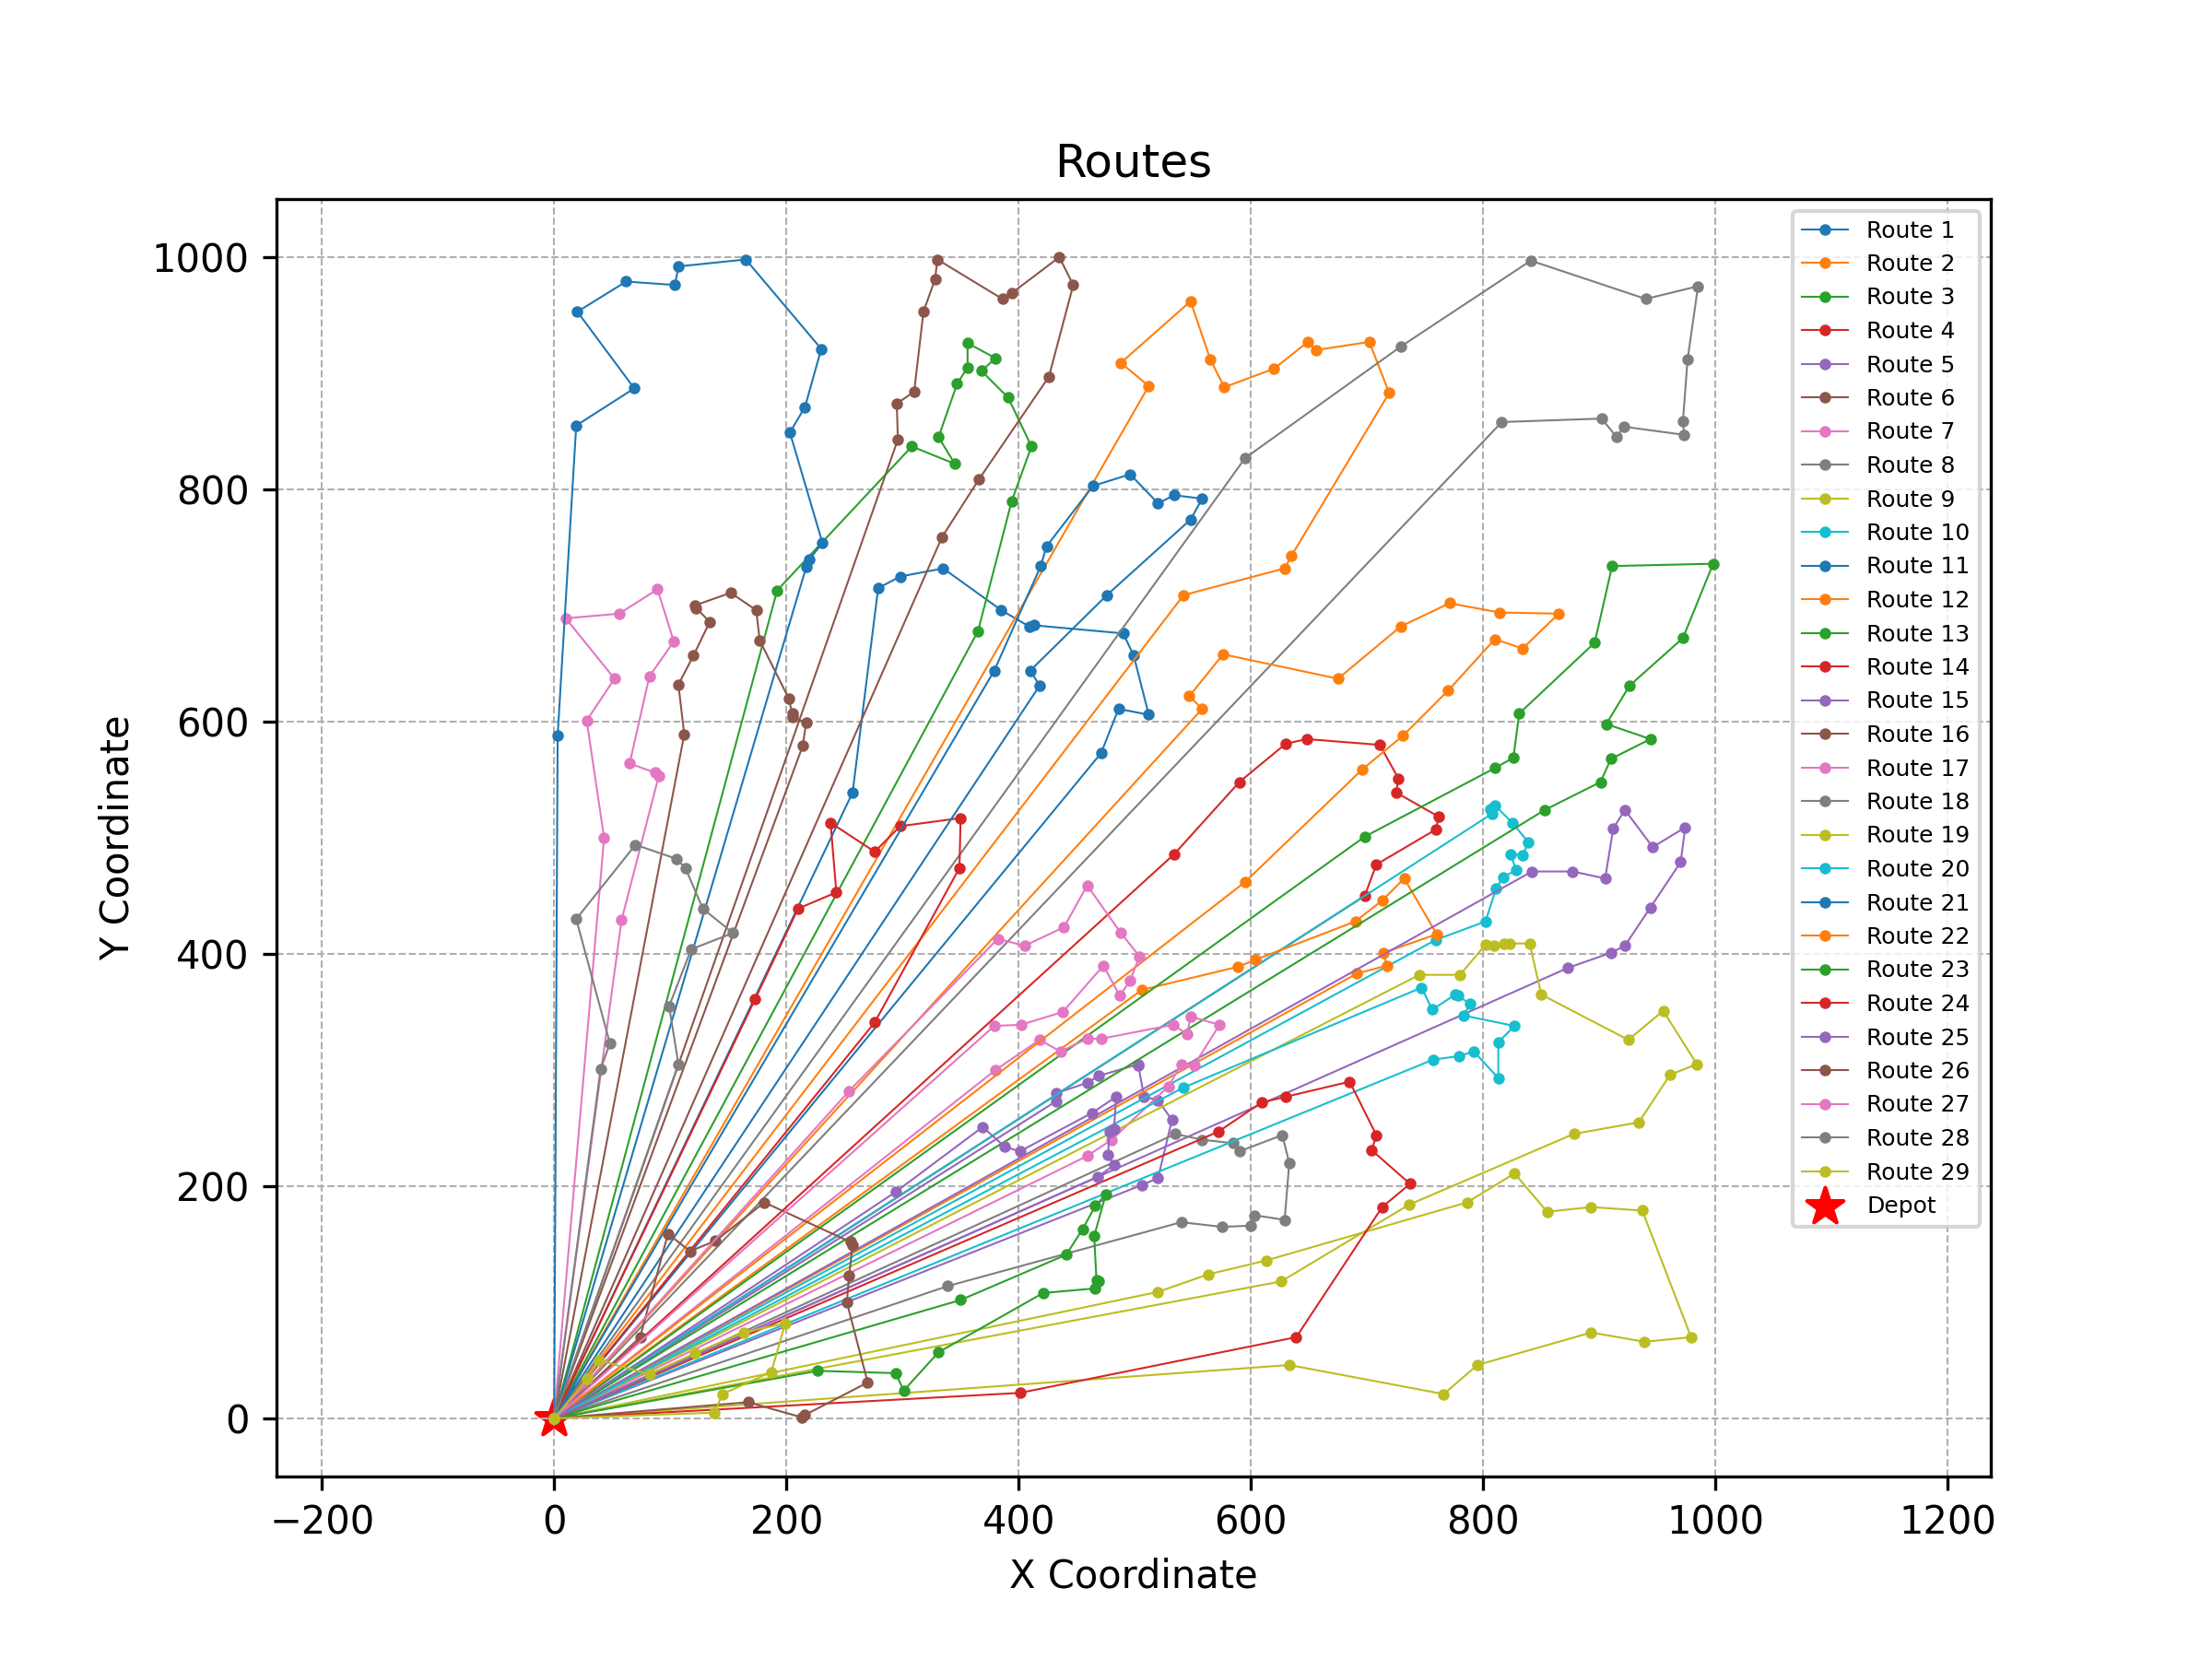 Routes
Y Coordinate
1000
800
600
400
200
0
−200
0
200
400
600
800
1000
1200
X Coordinate
Route 1
Route 2
Route 3
Route 4
Route 5
Route 6
Route 7
Route 8
Route 9
Route 10
Route 11
Route 12
Route 13
Route 14
Route 15
Route 16
Route 17
Route 18
Route 19
Route 20
Route 21
Route 22
Route 23
Route 24
Route 25
Route 26
Route 27
Route 28
Route 29
Depot